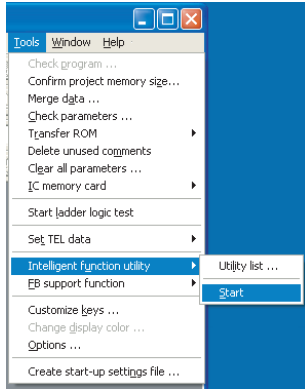 Tools Window Help
Check program ...
Confirm project memory size...
Merge data ...
Check parameters ...
Transfer ROM
Delete unused comments
Clear all parameters ...
IC memory card
Start ladder logic test
Set TEL data
Intelligent function utility
Utility list ...
FB support function
Start
Customize keys ...
Change display color ...
Options ...
Create start-up settings file ...